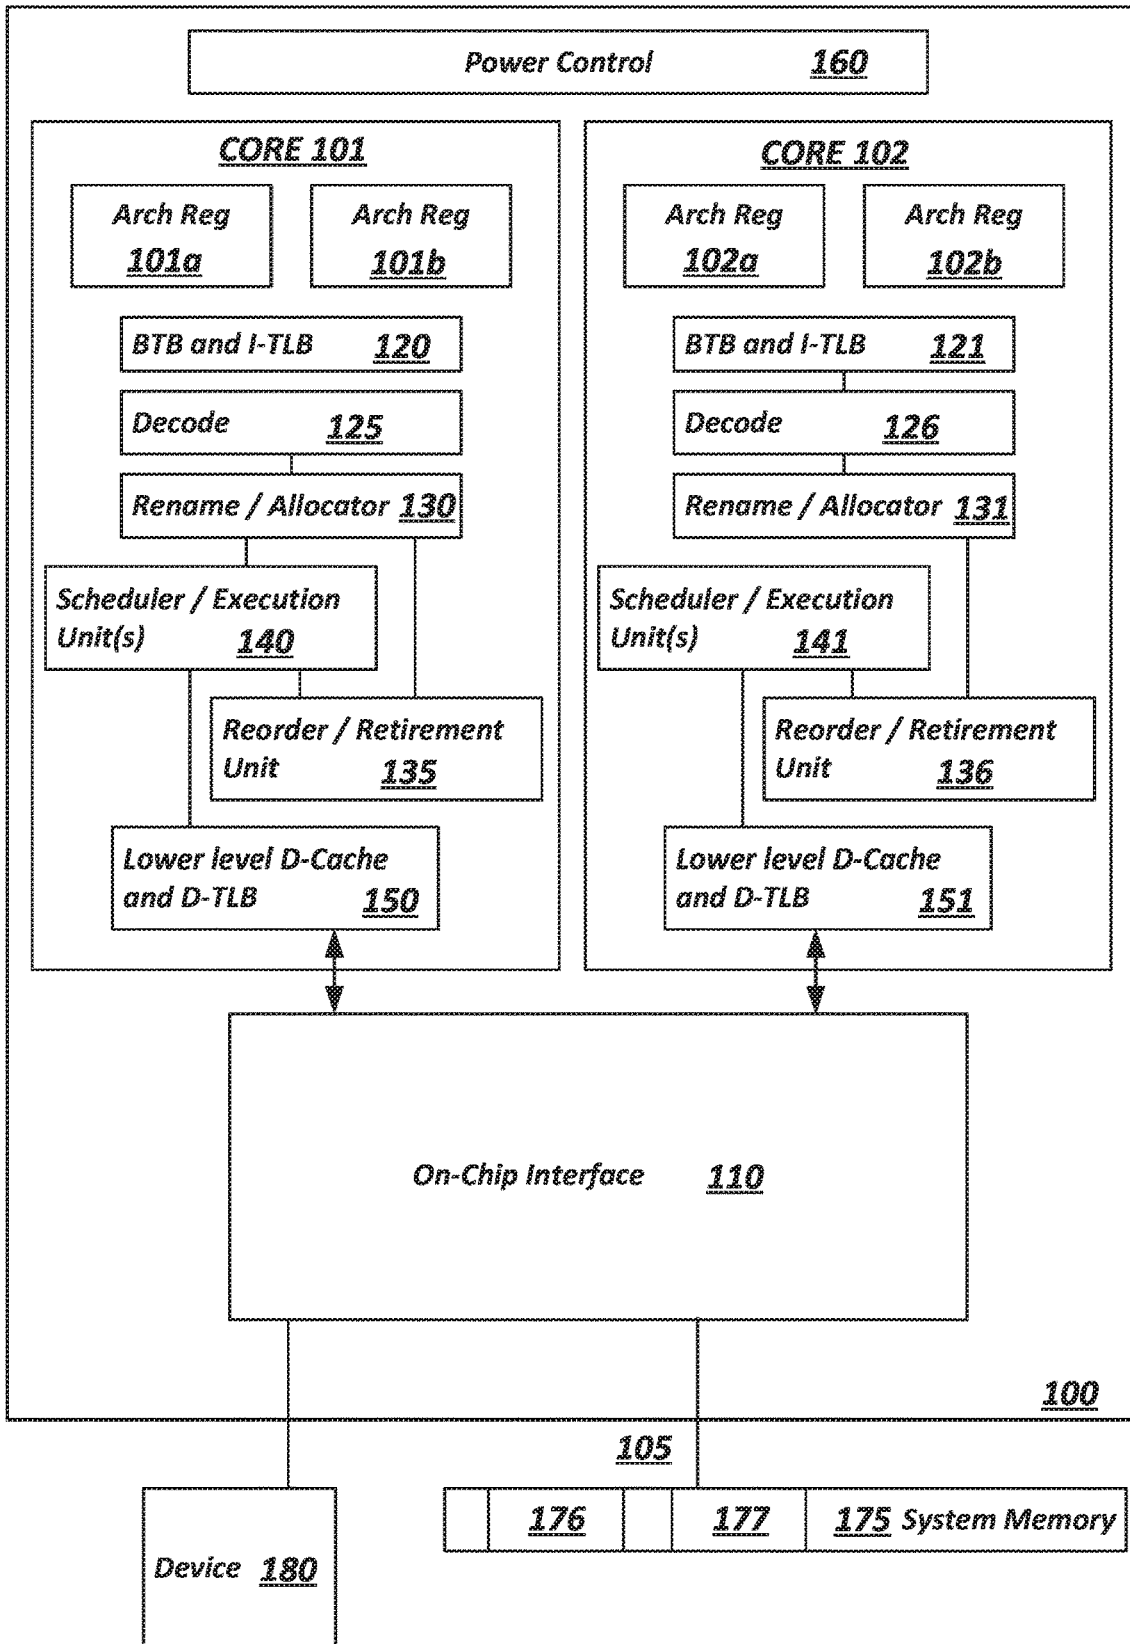 Power Control 160
CORE 101
Arch Reg
101a
Arch Reg
101b
BTB and I-TLB 120
Decode 125
Rename / Allocator 130
Scheduler / Execution
Unit(s) 140
Reorder / Retirement
Unit 135
Lower level D-Cache
and D-TLB 150
CORE 102
Arch Reg
102a
Arch Reg
102b
BTB and I-TLB 121
Decode 126
Rename / Allocator 131
Scheduler / Execution
Unit(s) 141
Reorder / Retirement
Unit 136
Lower level D-Cache
and D-TLB 151
On-Chip Interface 110
100
105
176 177 175 System Memory
Device 180